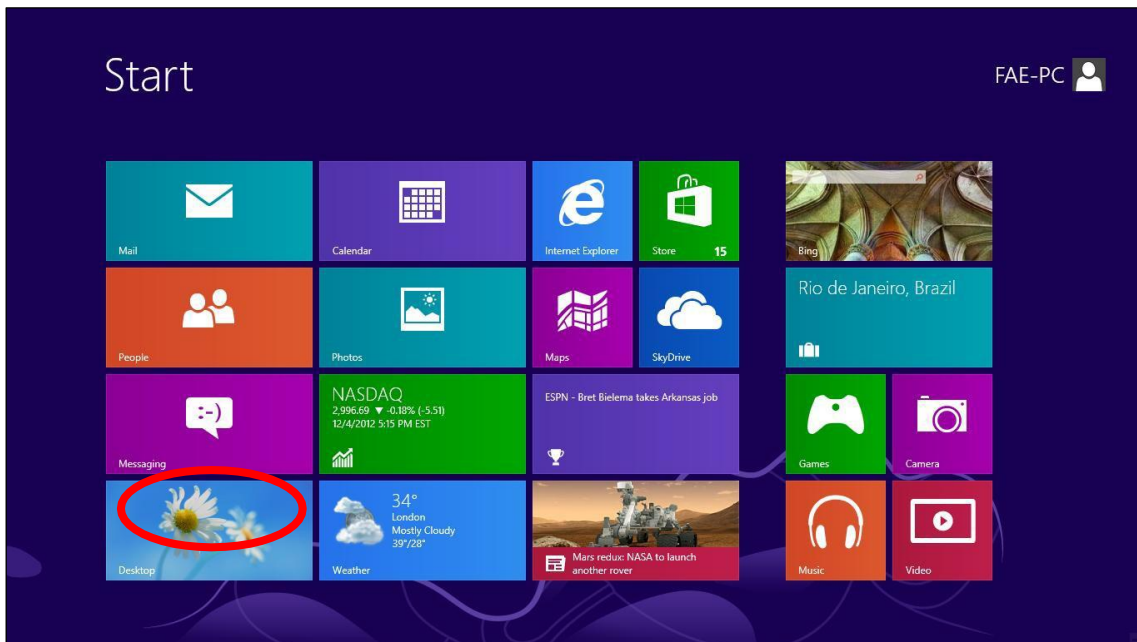 Start
FAE-PC
Mail
Calendar
Internet Explorer
Store 15
Bing
People
Photos
Maps
SkyDrive
Rio de Janeiro, Brazil
Messaging
:-)
NASDAQ
2,996.69 ▼ -0.18% (-5.51)
12/4/2012 5:15 PM EST
ESPN - Bret Bielema takes Arkansas job
Games
Camera
Desktop
34°
London
Mostly Cloudy
39°/28°
Weather
Mars redux: NASA to launch
another rover
Music
Video